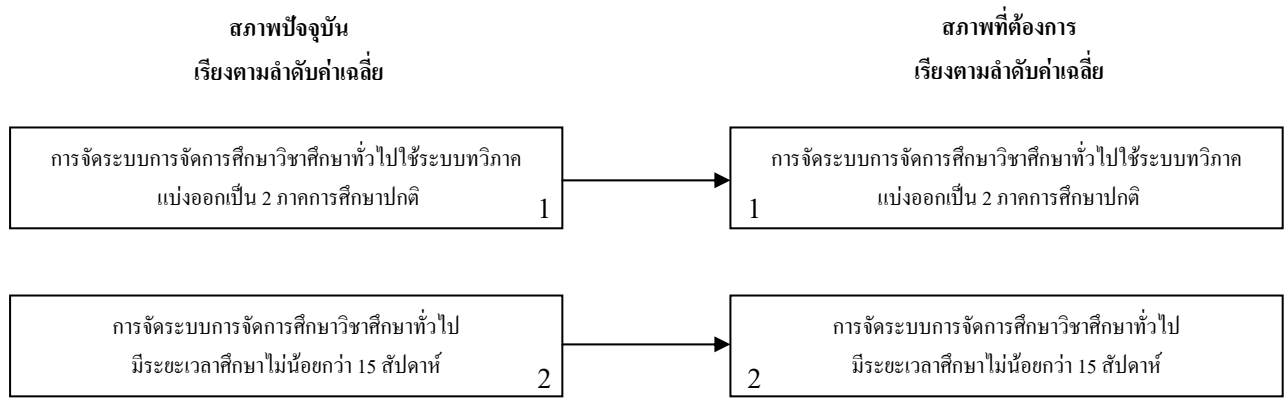 สภาพปัจจุบัน
เรียงตามลำดับค่าเฉลี่ย
สภาพที่ต้องการ
เรียงตามลำดับค่าเฉลี่ย
การจัดระบบการจัดการศึกษาวิชาศึกษาทั่วไปใช้ระบบทวิภาค
แบ่งออกเป็น 2 ภาคการศึกษาปกติ
1
การจัดระบบการจัดการศึกษาวิชาศึกษาทั่วไปใช้ระบบทวิภาค
แบ่งออกเป็น 2 ภาคการศึกษาปกติ
1
การจัดระบบการจัดการศึกษาวิชาศึกษาทั่วไป
มีระยะเวลาศึกษาไม่น้อยกว่า 15 สัปดาห์
2
การจัดระบบการจัดการศึกษาวิชาศึกษาทั่วไป
มีระยะเวลาศึกษาไม่น้อยกว่า 15 สัปดาห์
2